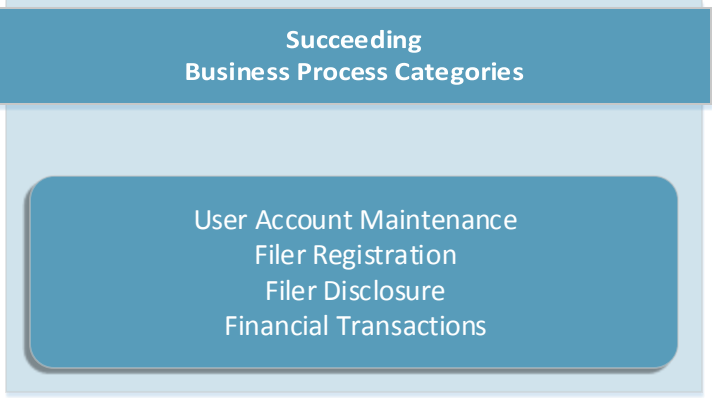 Succeeding
Business Process Categories
User Account Maintenance
Filer Registration
Filer Disclosure
Financial Transactions